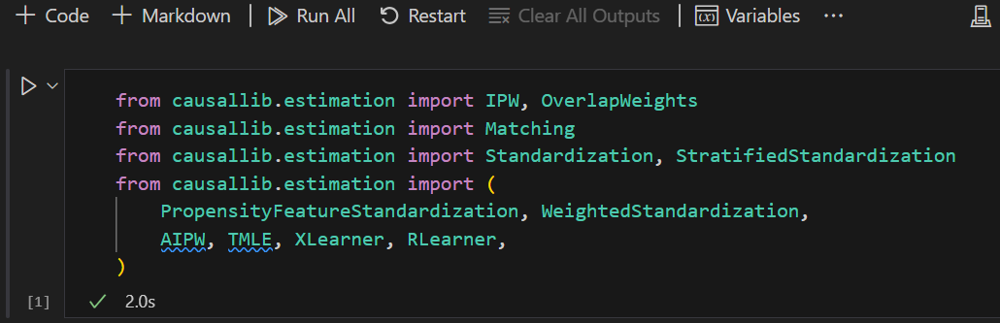 + Code + Markdown | Run All Restart Clear All Outputs | Variables ...
from causallib.estimation import IPW, OverlapWeights
from causallib.estimation import Matching
from causallib.estimation import Standardization, StratifiedStandardization
from causallib.estimation import (
    PropensityFeatureStandardization, WeightedStandardization,
    AIPW, TMLE, XLearner, RLearner,
)
[1] ✓ 2.0s